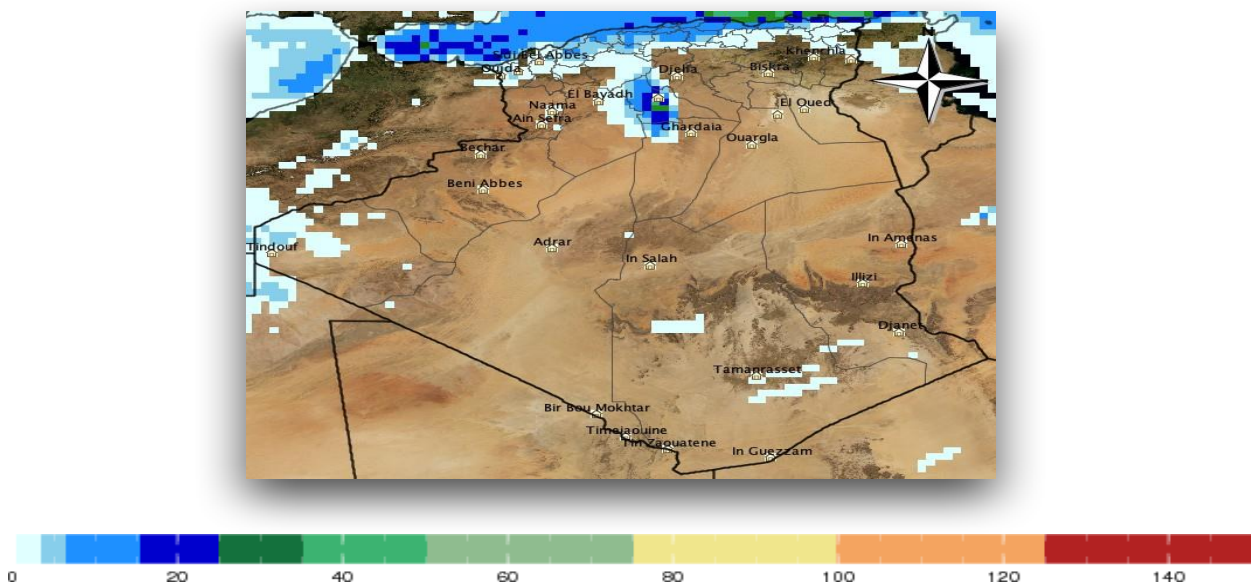 N
Sidi Bel Abbes
Khenchla
Oujda
Djelfa
Biskra
El Bayadh
Naama
El Oued
Ain Sefra
Ghardaia
Ouargla
Bechar
Beni Abbes
In Amenas
Adrar
Tindouf
In Salah
Illizi
Djanet
Tamanrasset
Bir Bou Mokhtar
Timeiaouine
Tin Zaouatene
In Guezzam
0 20 40 60 80 100 120 140